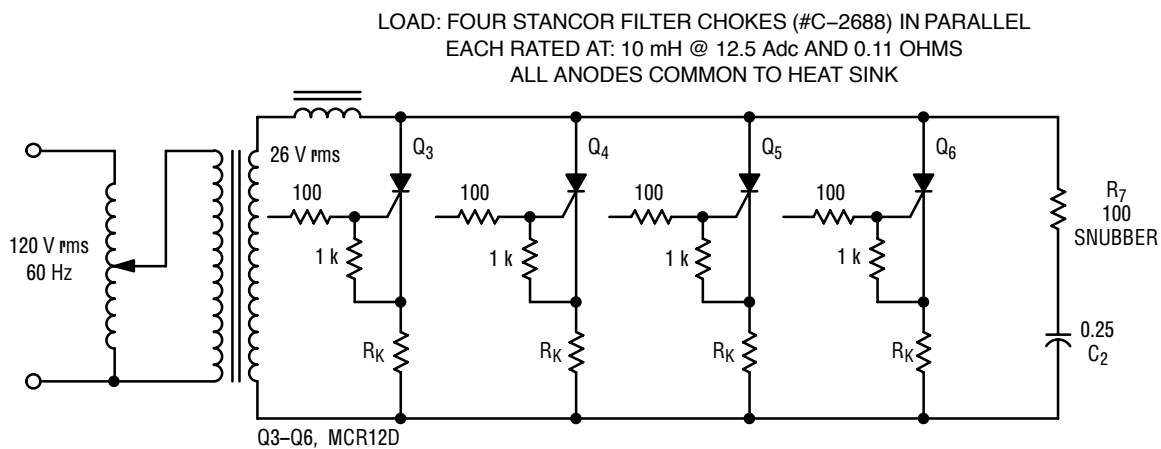 LOAD: FOUR STANCOR FILTER CHOKES (#C–2688) IN PARALLEL
EACH RATED AT: 10 mH @ 12.5 Adc AND 0.11 OHMS
ALL ANODES COMMON TO HEAT SINK
26 V rms
Q3
Q4
Q5
Q6
100
100
100
100
R7
100
SNUBBER
120 V rms
60 Hz
1 k
1 k
1 k
1 k
RK
RK
RK
RK
0.25
C2
Q3–Q6, MCR12D